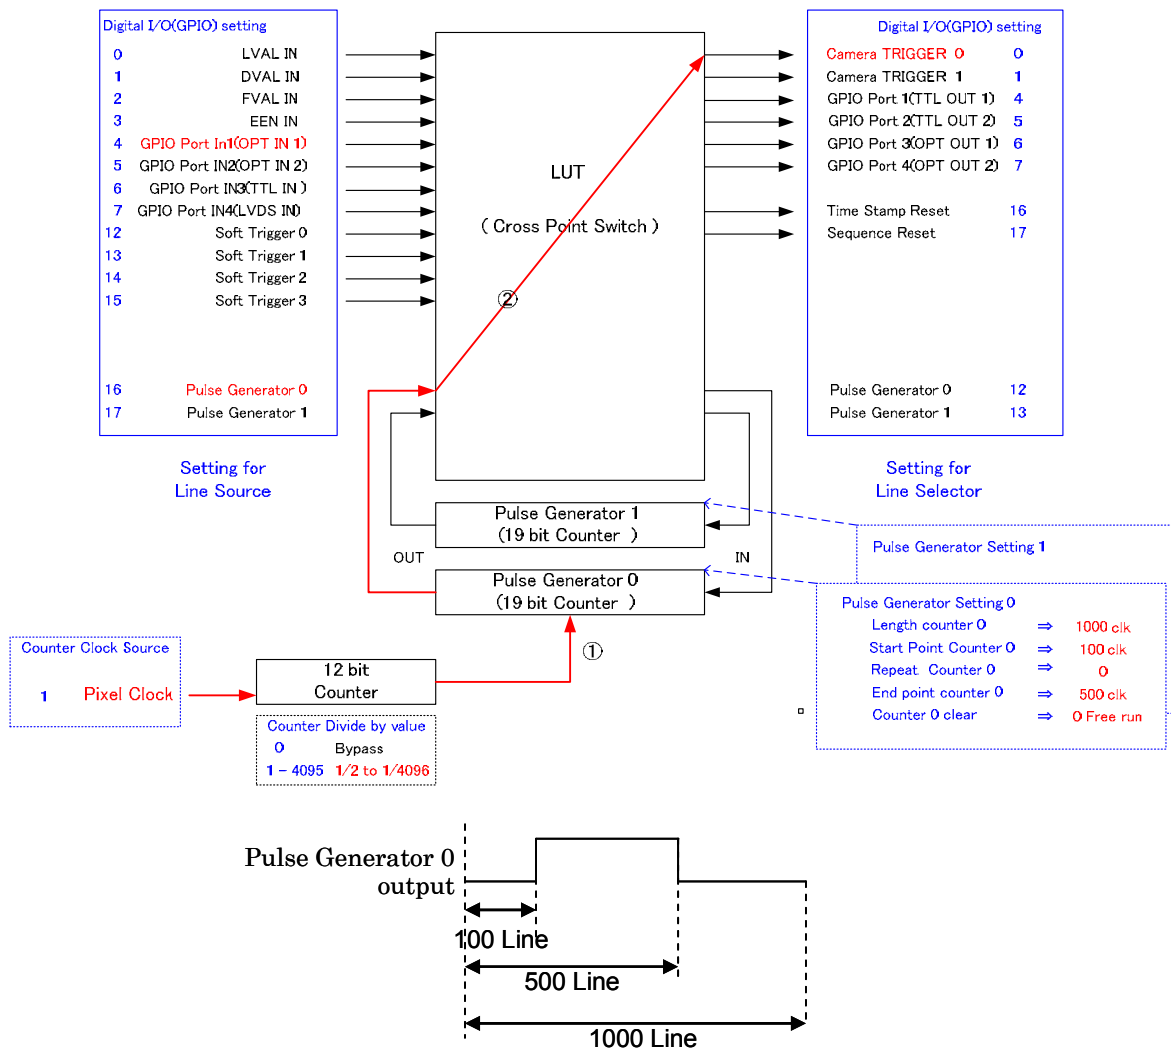 Digital I/O(GPIO) setting
0 LVAL IN
1 DVAL IN
2 FVAL IN
3 EEN IN
4 GPIO Port In1(OPT IN 1)
5 GPIO Port IN2(OPT IN 2)
6 GPIO Port IN3(TTL IN )
7 GPIO Port IN4(LVDS IN)
12 Soft Trigger 0
13 Soft Trigger 1
14 Soft Trigger 2
15 Soft Trigger 3
16 Pulse Generator 0
17 Pulse Generator 1
Setting for
Line Source
LUT
( Cross Point Switch )
②
Digital I/O(GPIO) setting
Camera TRIGGER 0 0
Camera TRIGGER 1 1
GPIO Port 1(TTL OUT 1) 4
GPIO Port 2(TTL OUT 2) 5
GPIO Port 3(OPT OUT 1) 6
GPIO Port 4(OPT OUT 2) 7
Time Stamp Reset 16
Sequence Reset 17
Pulse Generator 0 12
Pulse Generator 1 13
Setting for
Line Selector
Pulse Generator 1
(19 bit Counter )
OUT
IN
Pulse Generator 0
(19 bit Counter )
Pulse Generator Setting 1
Pulse Generator Setting 0
Length counter 0 ⇒ 1000 clk
Start Point Counter 0 ⇒ 100 clk
Repeat Counter 0 ⇒ 0
End point counter 0 ⇒ 500 clk
Counter 0 clear ⇒ 0 Free run
①
Counter Clock Source
1 Pixel Clock
12 bit
Counter
Counter Divide by value
0 Bypass
1 - 4095 1/2 to 1/4096
Pulse Generator 0
output
100 Line
500 Line
1000 Line